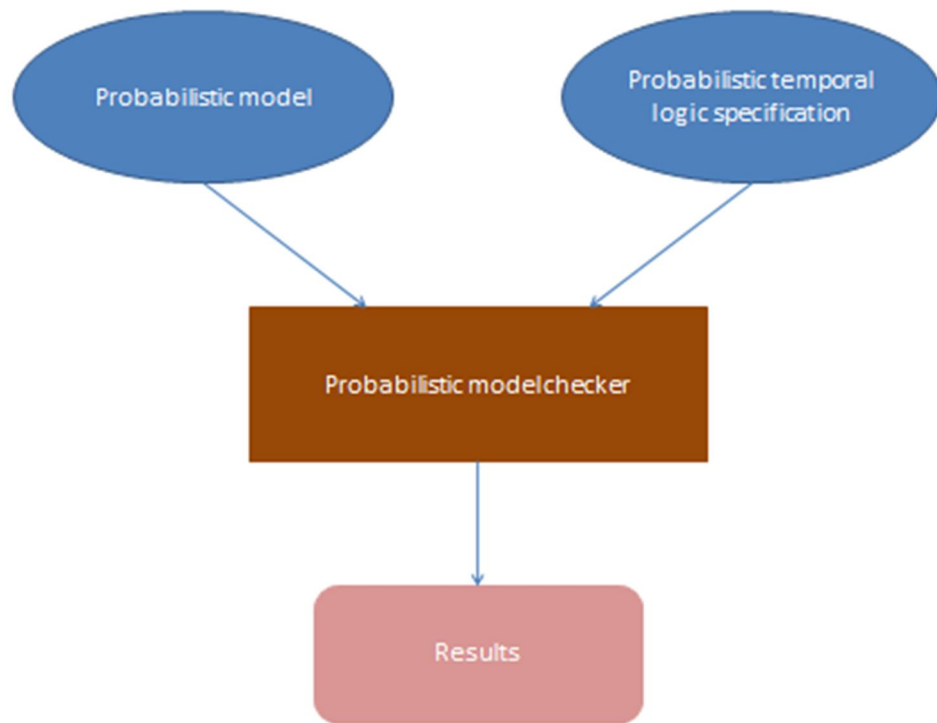 Probabilistic model
Probabilistic temporal
logic specification
Probabilistic modelchecker
Results